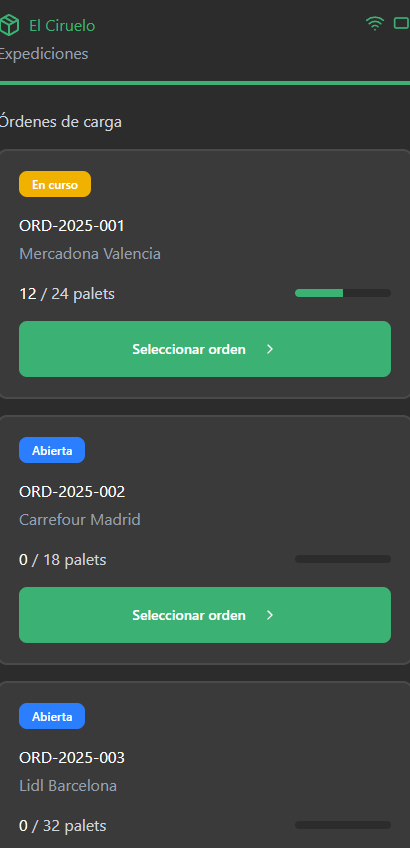 El Ciruelo
Expediciones
Órdenes de carga
En curso
ORD-2025-001
Mercadona Valencia
12 / 24 palets
Seleccionar orden
Abierta
ORD-2025-002
Carrefour Madrid
0 / 18 palets
Seleccionar orden
Abierta
ORD-2025-003
Lidl Barcelona
0 / 32 palets